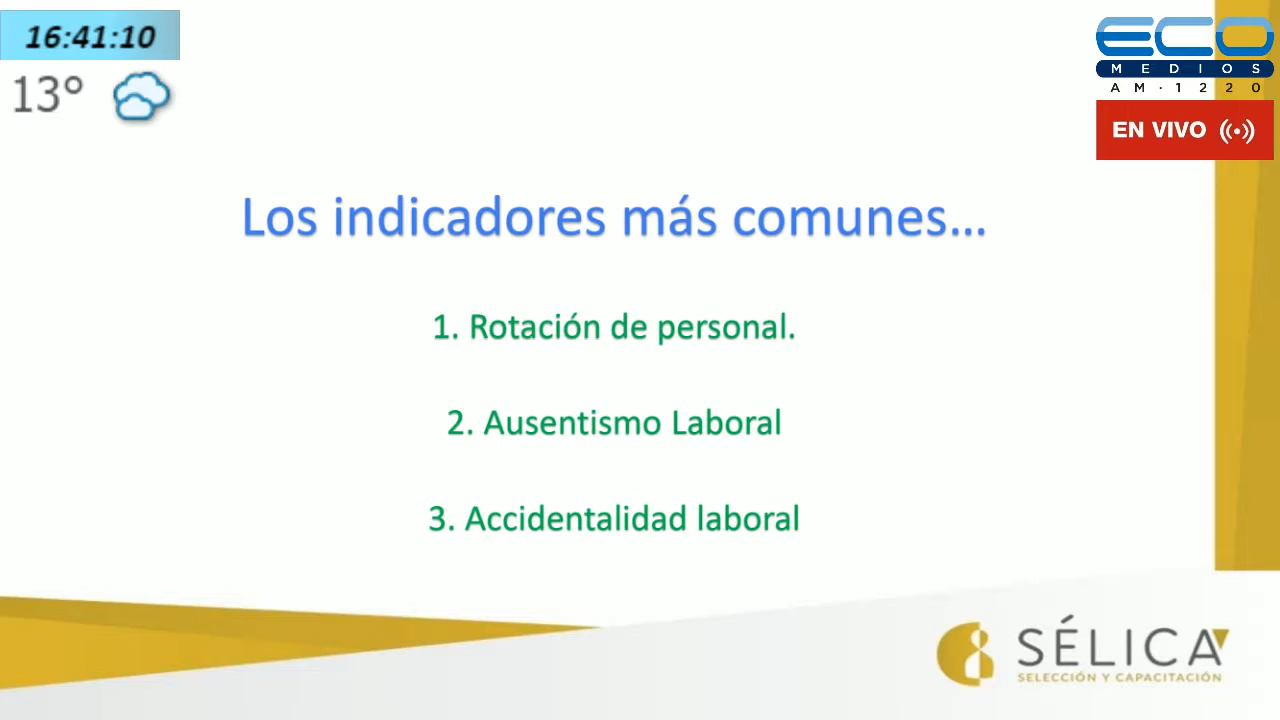 16:41:10
13°
ECO
MEDIOS
AM·1220
EN VIVO
Los indicadores más comunes...
1. Rotación de personal.
2. Ausentismo Laboral
3. Accidentalidad laboral
SÉLICA
SELECCIÓN Y CAPACITACIÓN